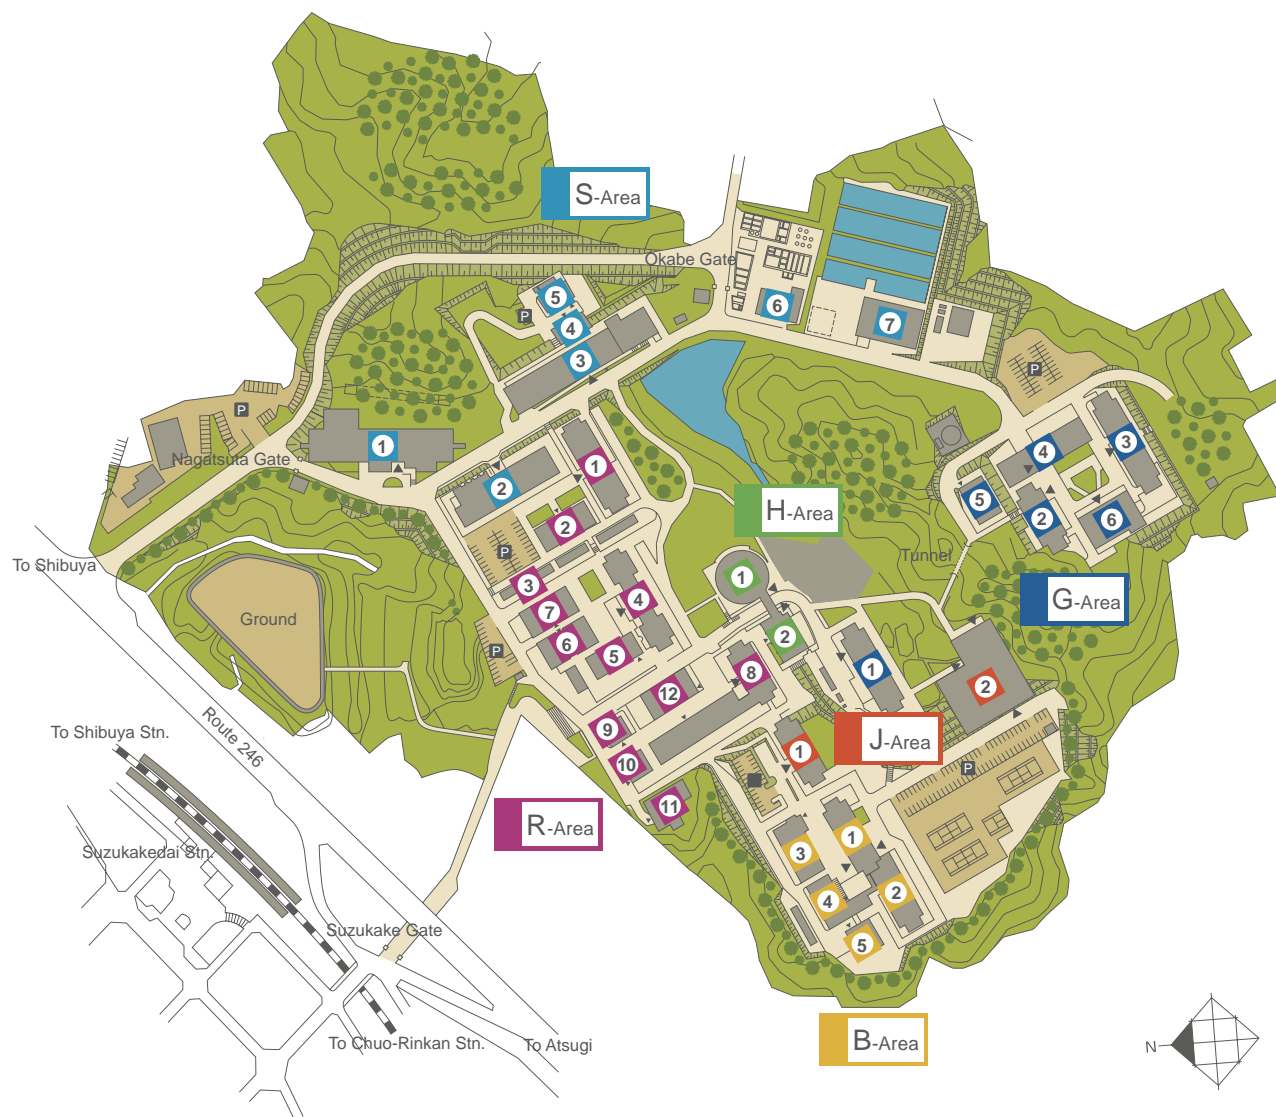 S-Area
Okabe Gate
5
P
4
6
7
3
P
P
1
Nagatsuta Gate
1
3
4
2
5
2
6
H-Area
2
P
Tunnel
To Shibuya
1
3
G-Area
7
4
Ground
2
6
P
5
1
8
2
12
Route 246
9
J-Area
To Shibuya Stn.
1
10
P
11
R-Area
1
Suzukakedai Stn.
3
2
4
Suzukake Gate
5
To Chuo-Rinkan Stn.
To Atsugi
B-Area
N